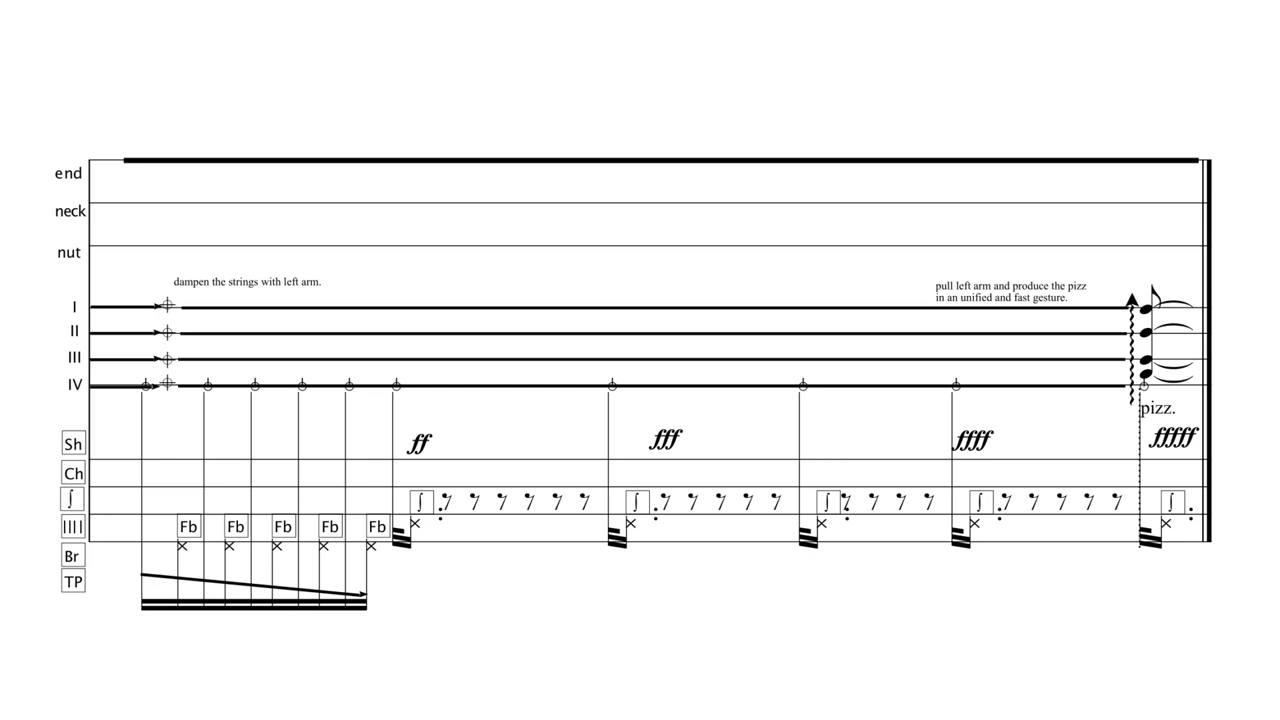 end
neck
nut
dampen the strings with left arm.
pull left arm and produce the pizz
in an unified and fast gesture.
I
II
III
IV
pizz.
Sh
ff fff ffff fffff
Ch
∫
∫ ∫ ∫ ∫ ∫
||||
Fb Fb Fb Fb Fb
Br
TP